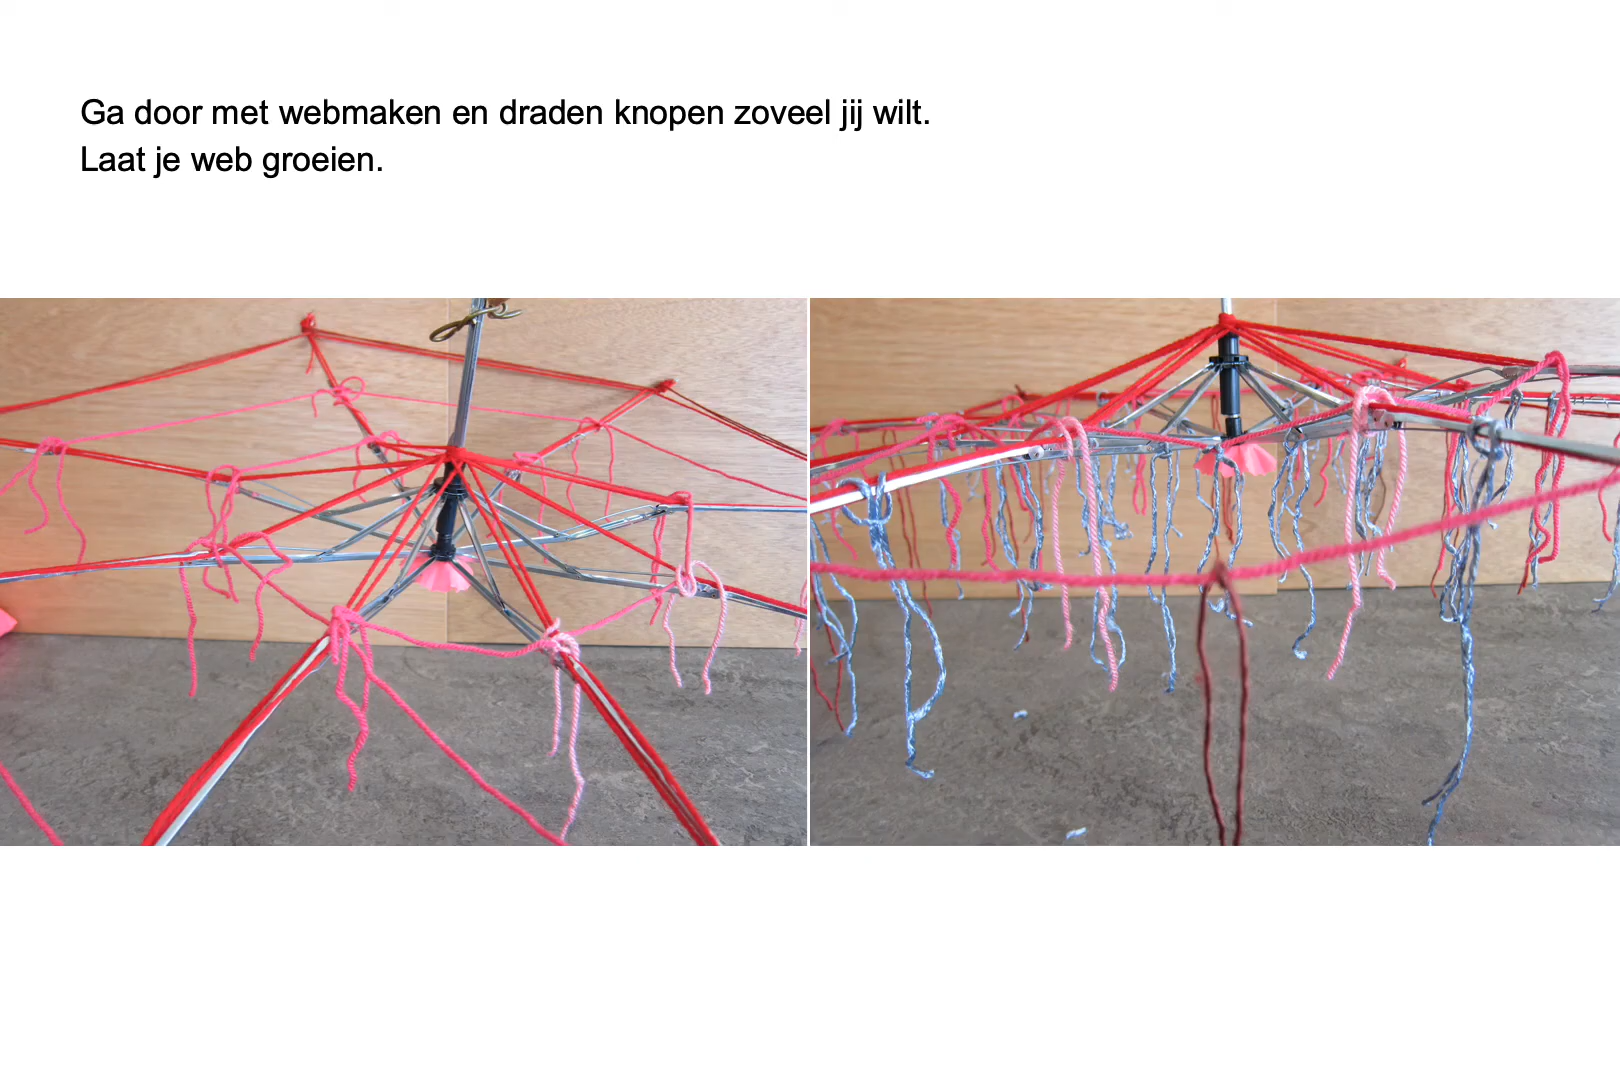 Ga door met webmaken en draden knopen zoveel jij wilt.
Laat je web groeien.